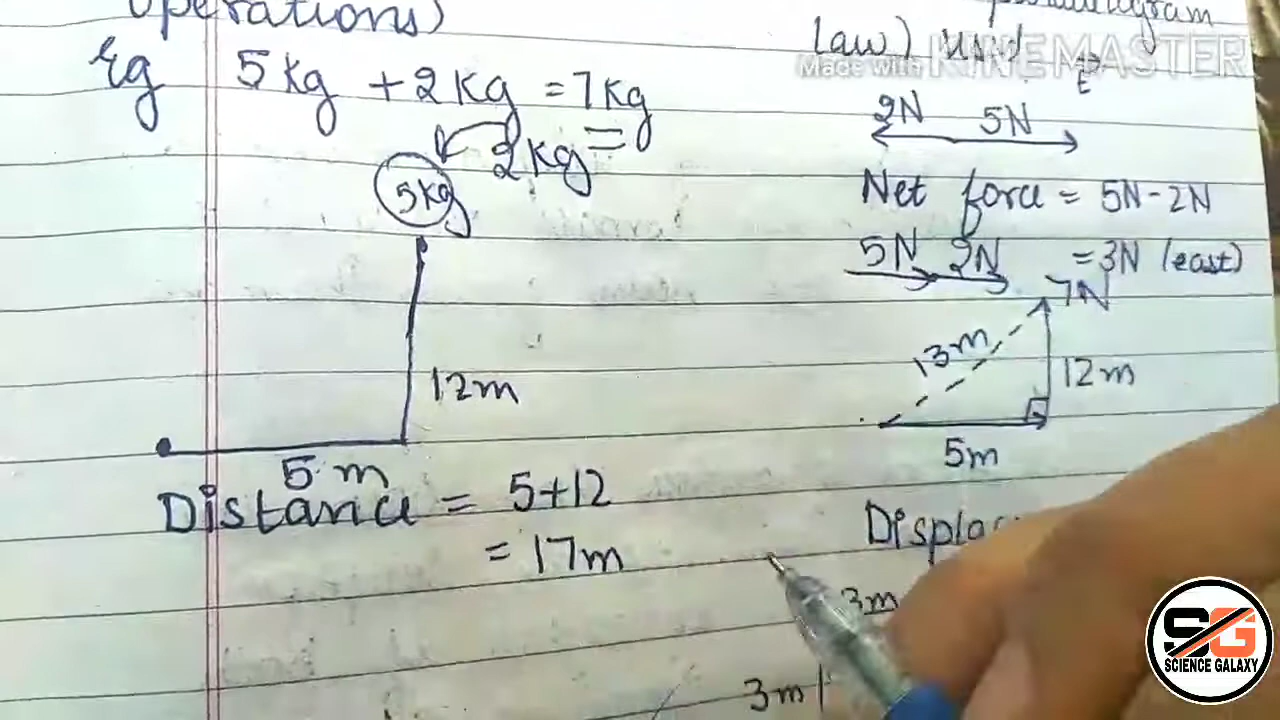 operations)
Eg 5 Kg + 2 Kg = 7 Kg
2 Kg
5 Kg
12m
5 m
Distance = 5+12
= 17m
law)
Made with KINEMASTER
E
2N 5N
Net force = 5N - 2N
= 3N (east)
5N 2N
7N
13m
12m
5m
3m
3m
SG
SCIENCE GALAXY